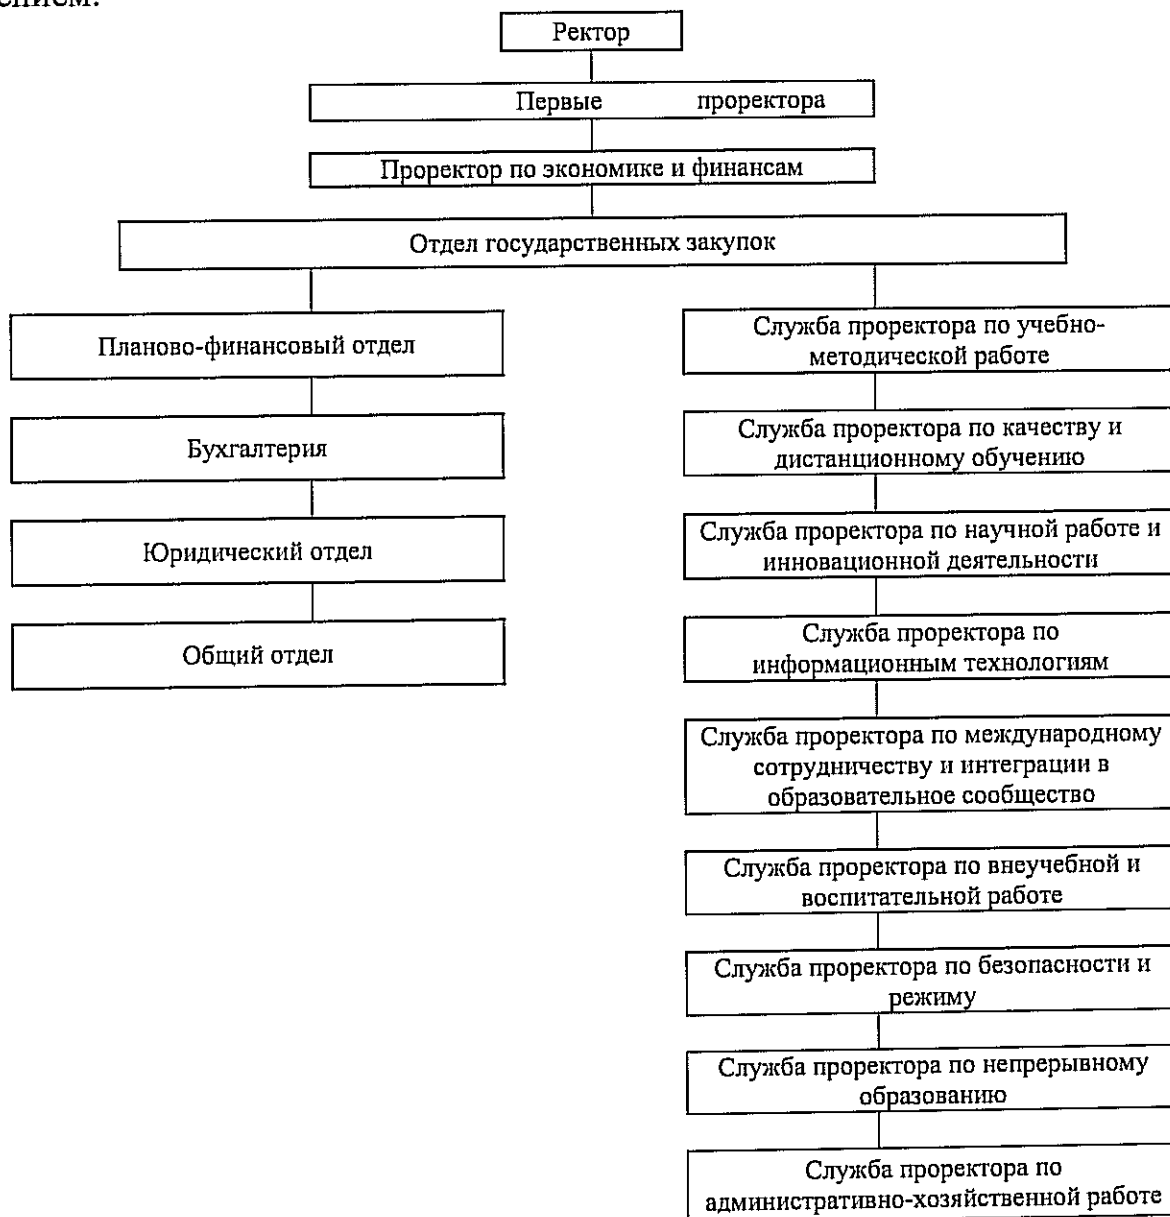 ением.
Ректор
Первые проректора
Проректор по экономике и финансам
Отдел государственных закупок
Планово-финансовый отдел
Бухгалтерия
Юридический отдел
Общий отдел
Служба проректора по учебно-
методической работе
Служба проректора по качеству и
дистанционному обучению
Служба проректора по научной работе и
инновационной деятельности
Служба проректора по
информационным технологиям
Служба проректора по международному
сотрудничеству и интеграции в
образовательное сообщество
Служба проректора по внеучебной и
воспитательной работе
Служба проректора по безопасности и
режиму
Служба проректора по непрерывному
образованию
Служба проректора по
административно-хозяйственной работе